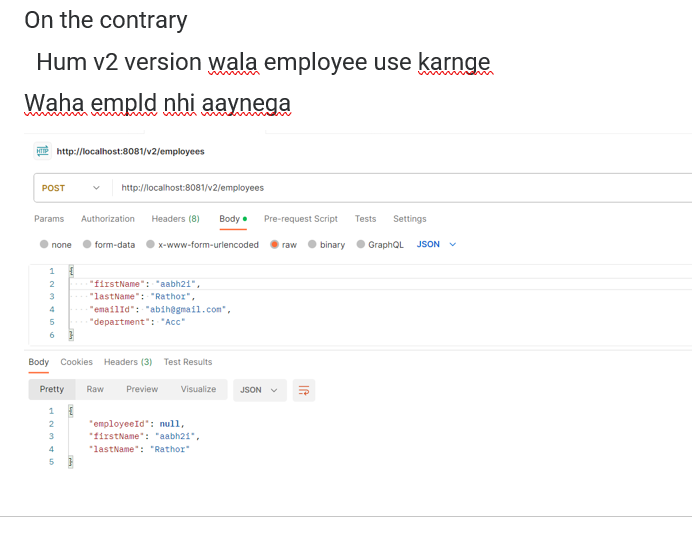 On the contrary
Hum v2 version wala employee use karnge
Waha empId nhi aaynega
HTTP http://localhost:8081/v2/employees
POST http://localhost:8081/v2/employees
Params Authorization Headers (8) Body Pre-request Script Tests Settings
none form-data x-www-form-urlencoded raw binary GraphQL JSON
1 {
2 "firstName": "aabh2i",
3 "lastName": "Rathor",
4 "emailId": "abih@gmail.com",
5 "department": "Acc"
6 }
Body Cookies Headers (3) Test Results
Pretty Raw Preview Visualize JSON
1 {
2 "employeeId": null,
3 "firstName": "aabh2i",
4 "lastName": "Rathor"
5 }